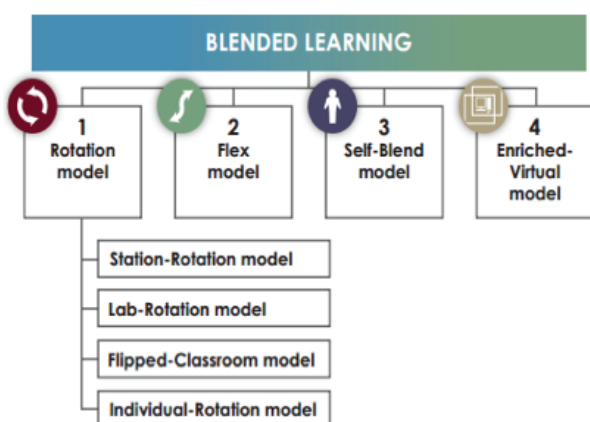 BLENDED LEARNING
1
Rotation
model
2
Flex
model
3
Self-Blend
model
4
Enriched-
Virtual
model
Station-Rotation model
Lab-Rotation model
Flipped-Classroom model
Individual-Rotation model